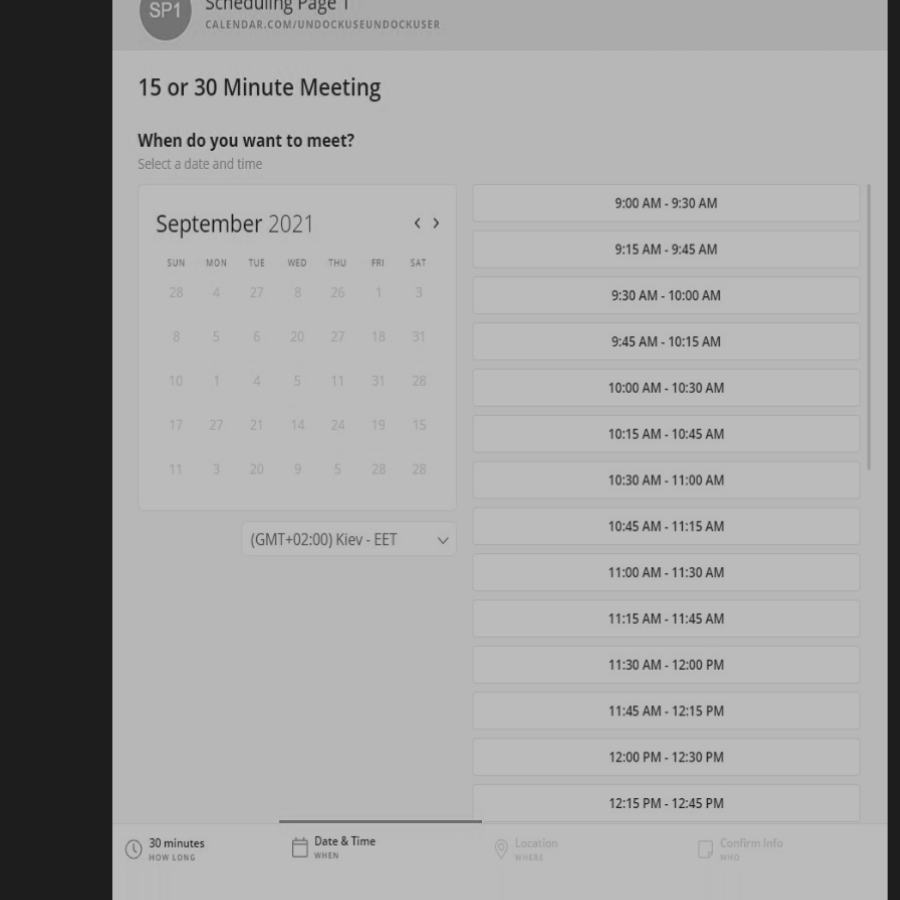 SP1
Scheduling Page 1
CALENDAR.COM/UNDOCKUSEUNDOCKUSER
15 or 30 Minute Meeting
When do you want to meet?
Select a date and time
September 2021
< >
SUN MON TUE WED THU FRI SAT
28 4 27 8 26 1 3
8 5 6 20 27 18 31
10 1 4 5 11 31 28
17 27 21 14 24 19 15
11 3 20 9 5 28 28
(GMT+02:00) Kiev - EET
9:00 AM - 9:30 AM
9:15 AM - 9:45 AM
9:30 AM - 10:00 AM
9:45 AM - 10:15 AM
10:00 AM - 10:30 AM
10:15 AM - 10:45 AM
10:30 AM - 11:00 AM
10:45 AM - 11:15 AM
11:00 AM - 11:30 AM
11:15 AM - 11:45 AM
11:30 AM - 12:00 PM
11:45 AM - 12:15 PM
12:00 PM - 12:30 PM
12:15 PM - 12:45 PM
30 minutes
HOW LONG
Date & Time
WHEN
Location
WHERE
Confirm Info
WHO